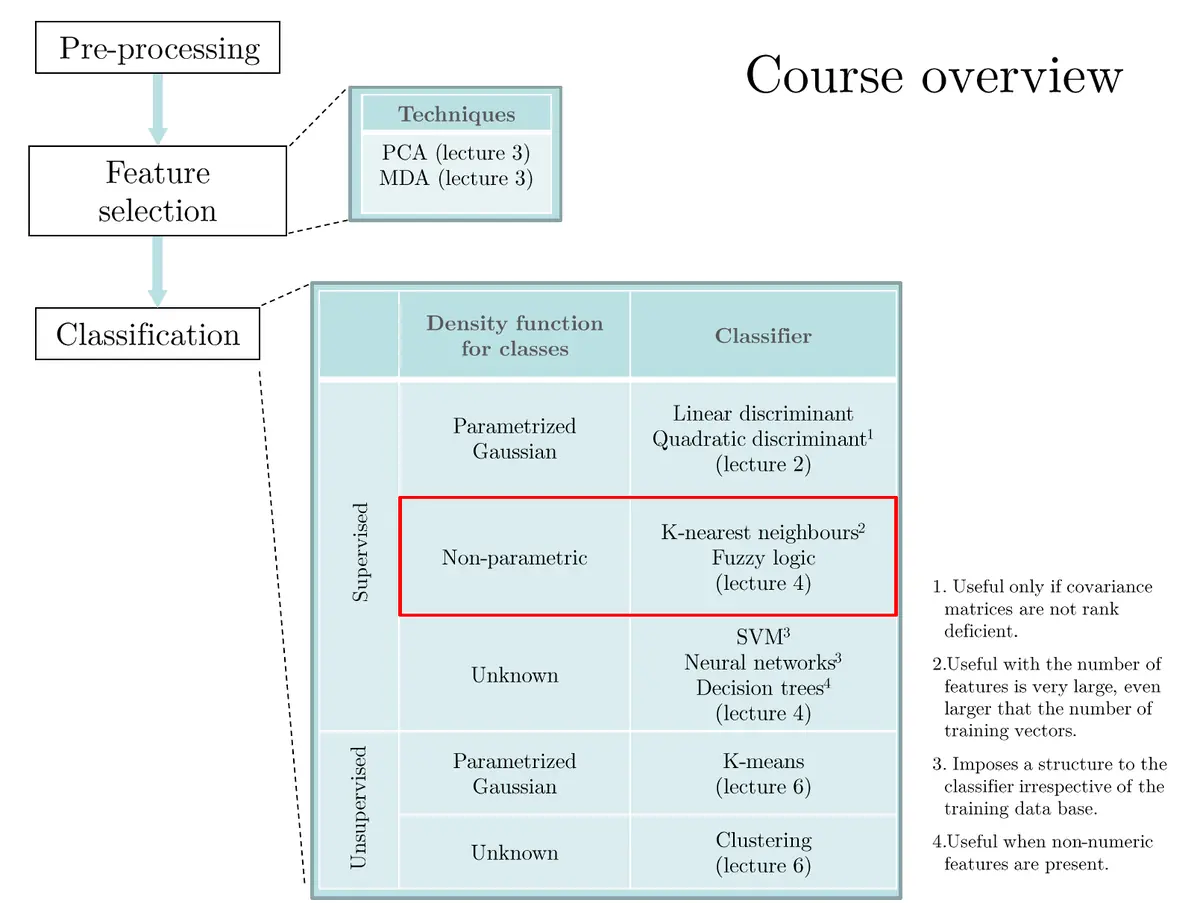 Course overview
Pre-processing
Feature
selection
Techniques
PCA (lecture 3)
MDA (lecture 3)
Classification
Density function
for classes
Classifier
Supervised
Parametrized
Gaussian
Linear discriminant
Quadratic discriminant¹
(lecture 2)
Non-parametric
K-nearest neighbours²
Fuzzy logic
(lecture 4)
Unknown
SVM³
Neural networks³
Decision trees⁴
(lecture 4)
Unsupervised
Parametrized
Gaussian
K-means
(lecture 6)
Unknown
Clustering
(lecture 6)
1. Useful only if covariance
matrices are not rank
deficient.
2.Useful with the number of
features is very large, even
larger that the number of
training vectors.
3. Imposes a structure to the
classifier irrespective of the
training data base.
4.Useful when non-numeric
features are present.